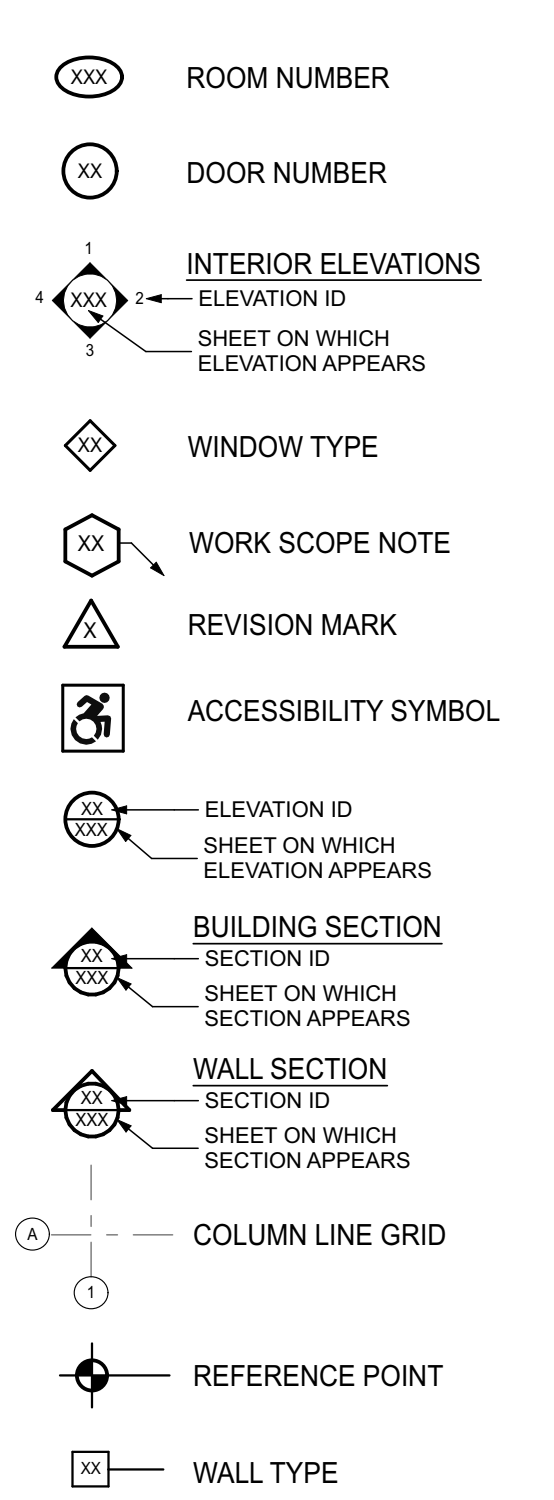 XXX ROOM NUMBER
XX DOOR NUMBER
1
INTERIOR ELEVATIONS
4 XXX 2 ELEVATION ID
3
SHEET ON WHICH
ELEVATION APPEARS
XX WINDOW TYPE
XX WORK SCOPE NOTE
X REVISION MARK
ACCESSIBILITY SYMBOL
XX ELEVATION ID
XXX SHEET ON WHICH
ELEVATION APPEARS
BUILDING SECTION
XX SECTION ID
XXX SHEET ON WHICH
SECTION APPEARS
WALL SECTION
XX SECTION ID
XXX SHEET ON WHICH
SECTION APPEARS
A COLUMN LINE GRID
1
REFERENCE POINT
XX WALL TYPE